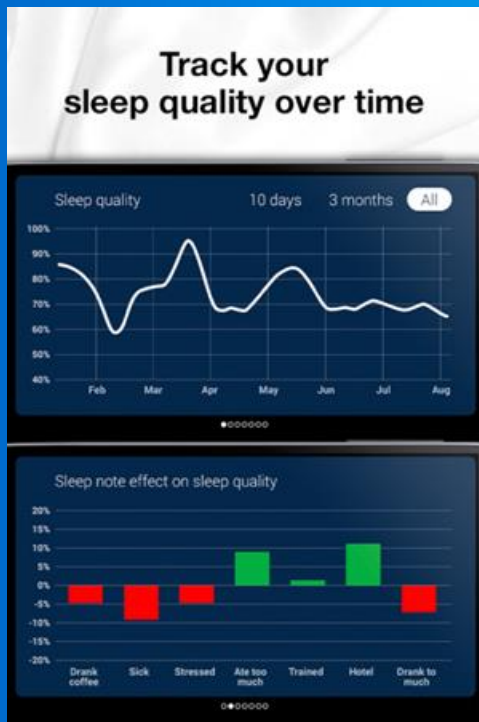 Track your
sleep quality over time
Sleep quality 10 days 3 months All
100%
90%
80%
70%
60%
50%
40%
Feb Mar Apr May Jun Jul Aug
Sleep note effect on sleep quality
20%
15%
10%
5%
0%
-5%
-10%
-15%
-20%
Drank coffee Sick Stressed Ate too much Trained Hotel Drank to much